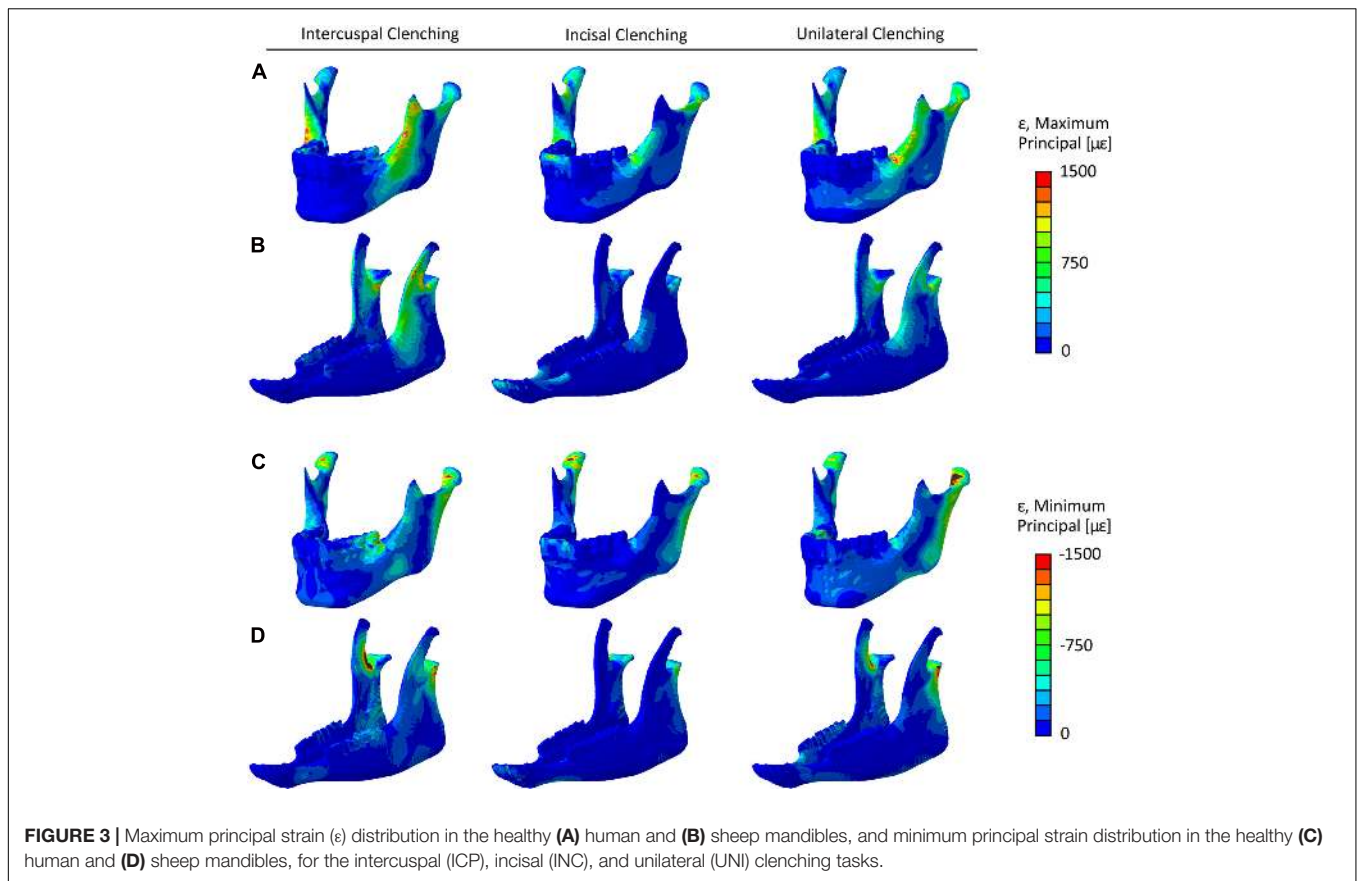 Intercuspal Clenching Incisal Clenching Unilateral Clenching
A
ε, Maximum
Principal [με]
1500
750
0
B
C
ε, Minimum
Principal [με]
-1500
-750
0
D
FIGURE 3 | Maximum principal strain (ε) distribution in the healthy (A) human and (B) sheep mandibles, and minimum principal strain distribution in the healthy (C)
human and (D) sheep mandibles, for the intercuspal (ICP), incisal (INC), and unilateral (UNI) clenching tasks.